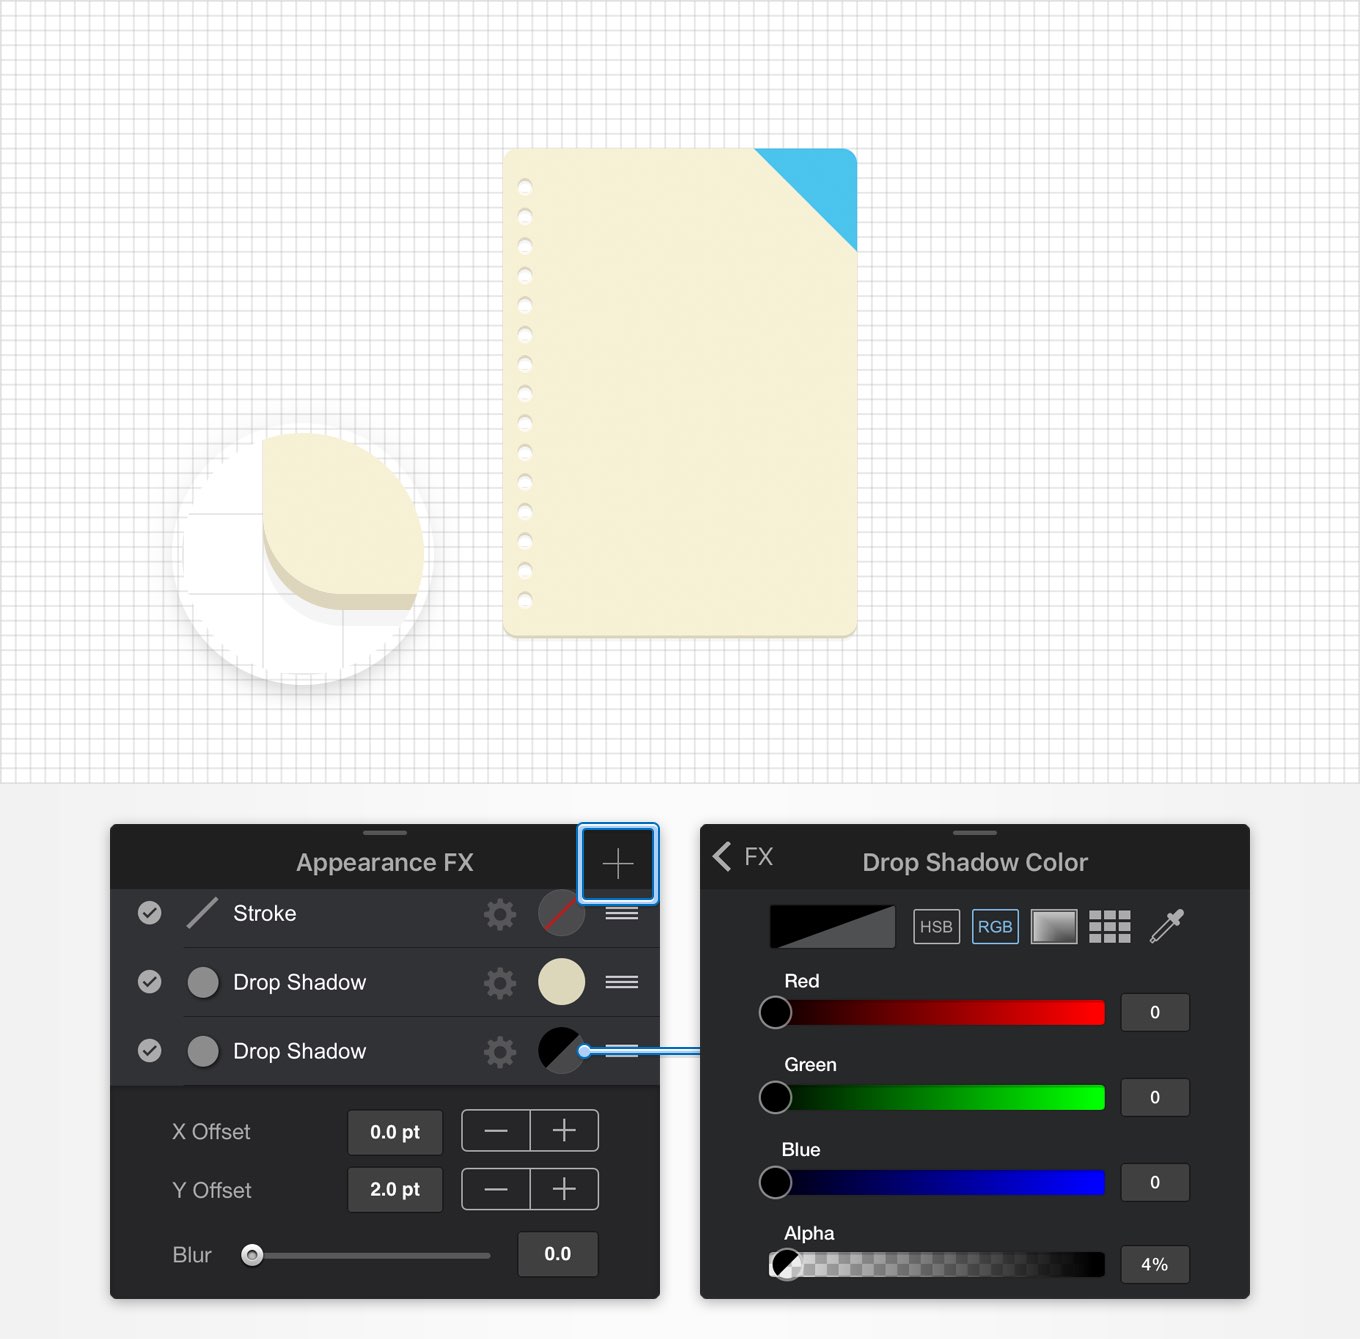 Appearance FX
Stroke
Drop Shadow
Drop Shadow
X Offset 0.0 pt
Y Offset 2.0 pt
Blur 0.0
FX Drop Shadow Color
HSB RGB
Red
0
Green
0
Blue
0
Alpha
4%